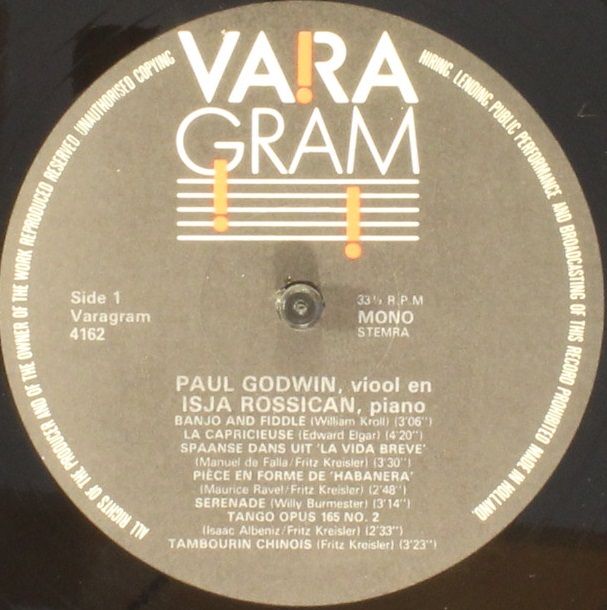 VARA
GRAM
Side 1
Varagram
4162
33⅓ R.P.M
MONO
STEMRA
PAUL GODWIN, viool en
ISJA ROSSICAN, piano
BANJO AND FIDDLE (William Kroll) (3'06'')
LA CAPRICIEUSE (Edward Elgar) (4'20'')
SPAANSE DANS UIT 'LA VIDA BREVE'
(Manuel de Falla/Fritz Kreisler) (3'30'')
PIÈCE EN FORME DE 'HABANERA'
(Maurice Ravel/Fritz Kreisler) (2'48'')
SERENADE (Willy Burmester) (3'14'')
TANGO OPUS 165 NO. 2
(Isaac Albeniz/Fritz Kreisler) (2'33'')
TAMBOURIN CHINOIS (Fritz Kreisler) (3'23'')
ALL RIGHTS OF THE PRODUCER AND OF THE OWNER OF THE WORK REPRODUCED RESERVED. UNAUTHORISED COPYING, HIRING, LENDING, PUBLIC PERFORMANCE AND BROADCASTING OF THIS RECORD PROHIBITED. MADE IN HOLLAND.